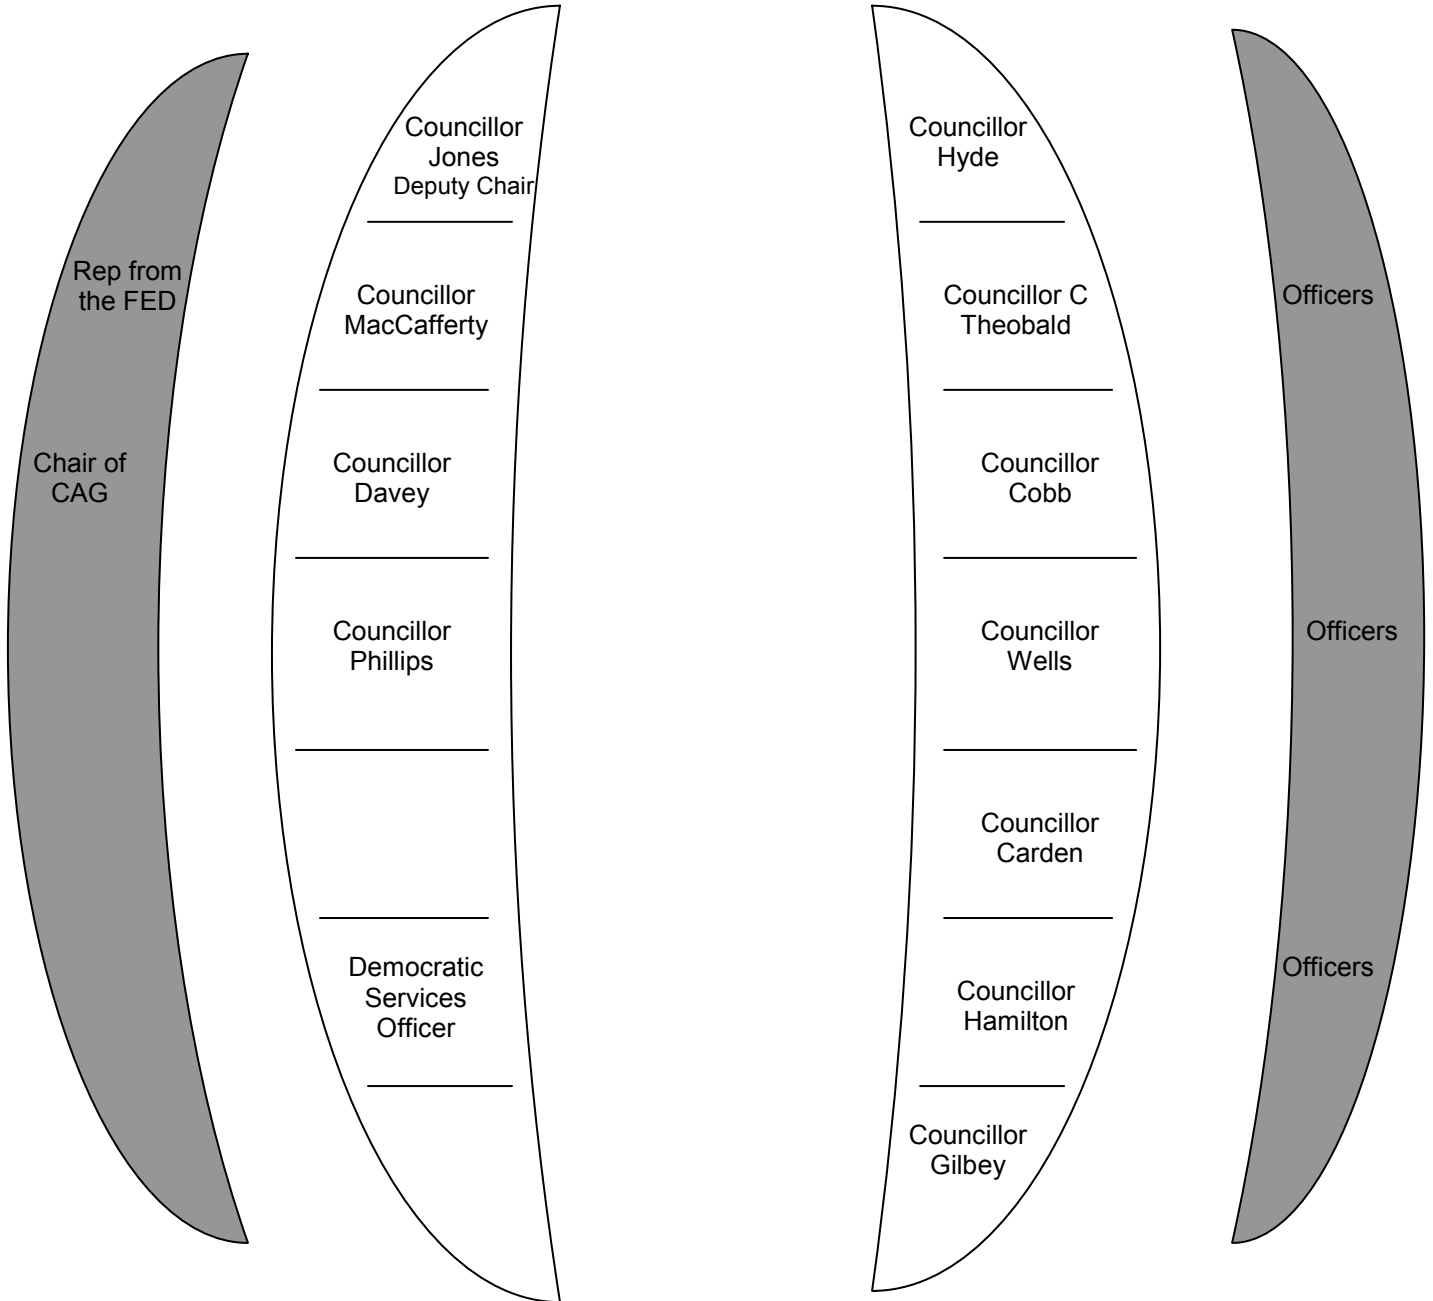 Rep from
the FED
Chair of
CAG
Councillor
Jones
Deputy Chair
Councillor
MacCafferty
Councillor
Davey
Councillor
Phillips
Democratic
Services
Officer
Councillor
Hyde
Councillor C
Theobald
Councillor
Cobb
Councillor
Wells
Councillor
Carden
Councillor
Hamilton
Councillor
Gilbey
Officers
Officers
Officers